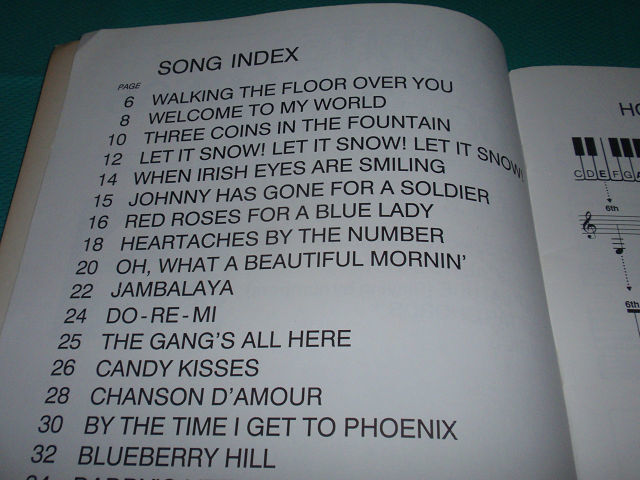 SONG INDEX
PAGE
6 WALKING THE FLOOR OVER YOU
8 WELCOME TO MY WORLD
10 THREE COINS IN THE FOUNTAIN
12 LET IT SNOW! LET IT SNOW! LET IT SNOW!
14 WHEN IRISH EYES ARE SMILING
15 JOHNNY HAS GONE FOR A SOLDIER
16 RED ROSES FOR A BLUE LADY
18 HEARTACHES BY THE NUMBER
20 OH, WHAT A BEAUTIFUL MORNIN'
22 JAMBALAYA
24 DO-RE-MI
25 THE GANG'S ALL HERE
26 CANDY KISSES
28 CHANSON D'AMOUR
30 BY THE TIME I GET TO PHOENIX
32 BLUEBERRY HILL
HO
C D E F G
6th
6th